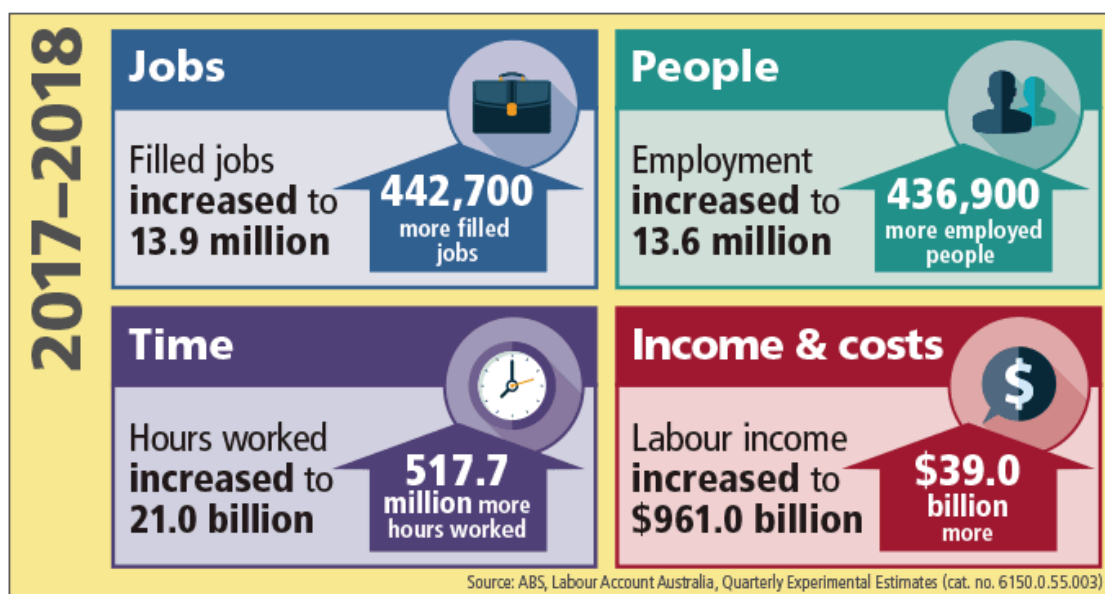 2017–2018
Jobs
Filled jobs
increased to
13.9 million
442,700
more filled
jobs
People
Employment
increased to
13.6 million
436,900
more employed
people
Time
Hours worked
increased to
21.0 billion
517.7
million more
hours worked
Income & costs
Labour income
increased to
$961.0 billion
$
$39.0
billion
more
Source: ABS, Labour Account Australia, Quarterly Experimental Estimates (cat. no. 6150.0.55.003)